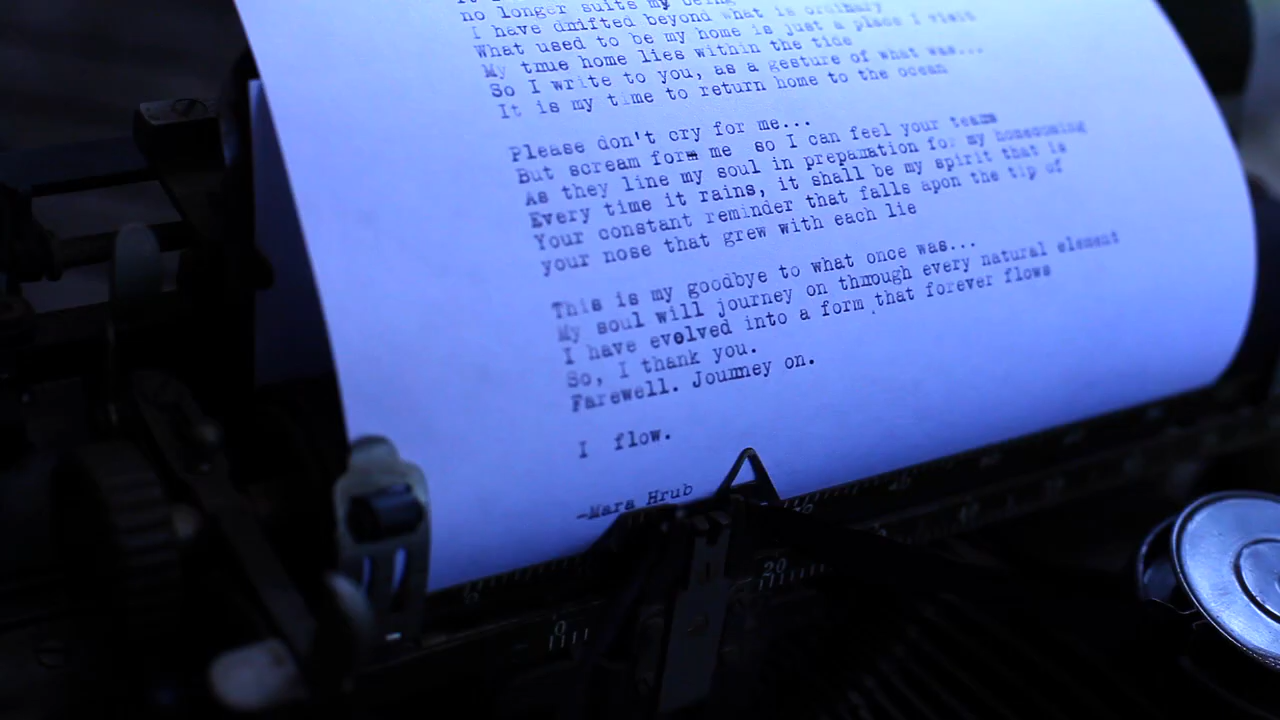 no longer suits my being
I have drifted beyond what is ordinary
What used to be my home is just a place I visit
My true home lies within the tide
So I write to you, as a gesture of what was...
It is my time to return home to the ocean
Please don't cry for me...
But scream form me so I can feel your tears
As they line my soul in preparation for my homecoming
Every time it rains, it shall be my spirit that is
Your constant reminder that falls apon the tip of
your nose that grew with each lie
This is my goodbye to what once was...
My soul will journey on through every natural element
I have evolved into a form that forever flows
So, I thank you.
Farewell. Journey on.
I flow.
-Mara Hrub
20
0